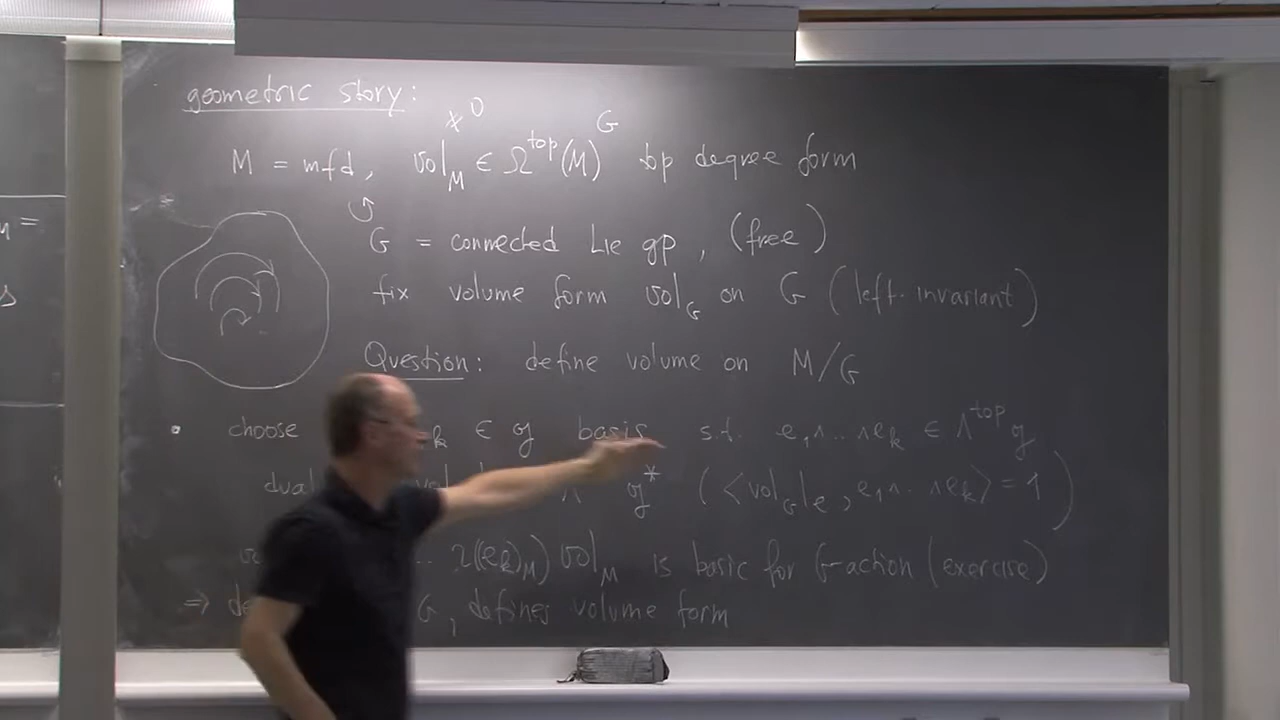 geometric story:
≠ 0
M = mfd, vol_M ∈ Ω^top(M)^G top degree form
↺
G = connected Lie gp, (free)
fix volume form vol_G on G (left-invariant)
Question: define volume on M/G
• choose k ∈ 𝔤 basis s.t. e_1∧..∧e_k ∈ Λ^top 𝔤
dual 𝔤* (<vol_G|_e, e_1∧..∧e_k> = 1)
.. ι((e_k)_M) vol_M is basic for G-action (exercise)
⇒ de G, defines volume form
=
s